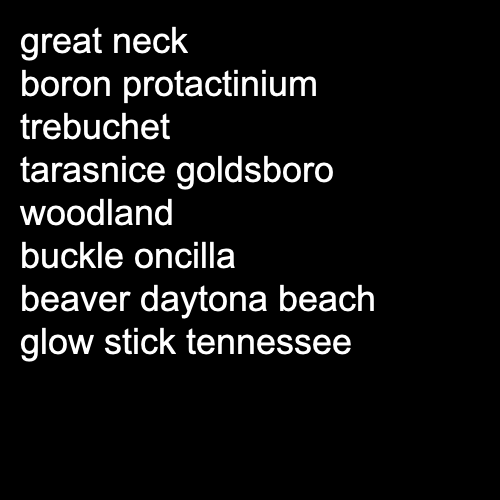 great neck
boron protactinium
trebuchet
tarasnice goldsboro
woodland
buckle oncilla
beaver daytona beach
glow stick tennessee